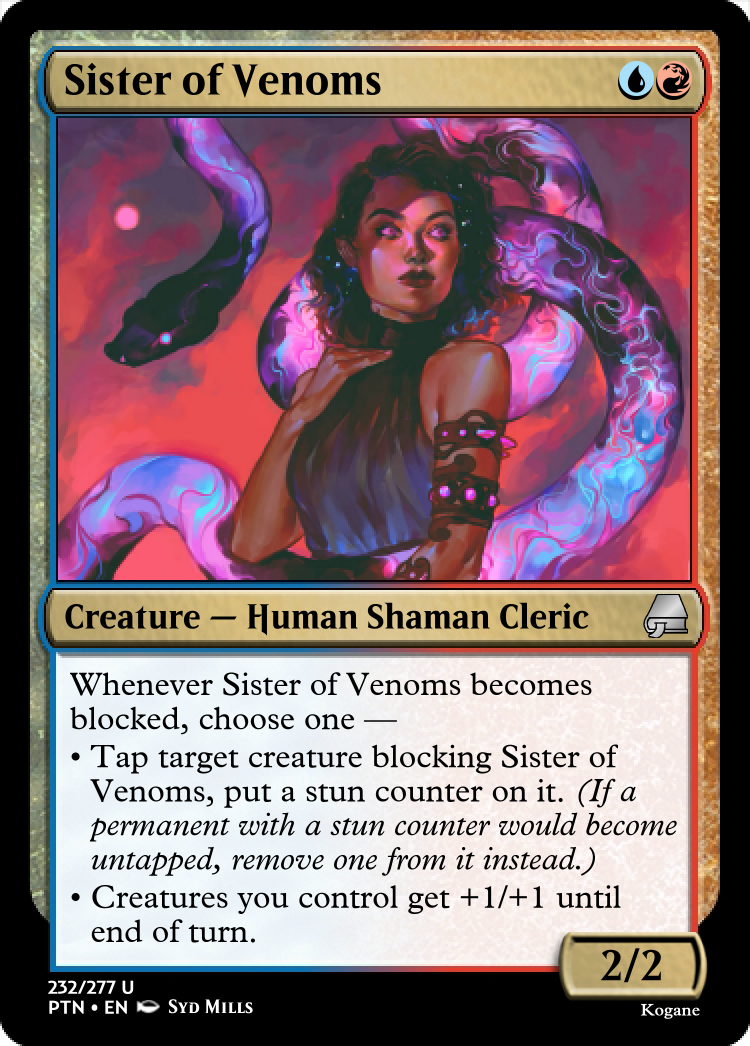 Sister of Venoms
Creature — Human Shaman Cleric
Whenever Sister of Venoms becomes
blocked, choose one —
• Tap target creature blocking Sister of
Venoms, put a stun counter on it. (If a
permanent with a stun counter would become
untapped, remove one from it instead.)
• Creatures you control get +1/+1 until
end of turn.
2/2
232/277 U
PTN • EN Syd Mills
Kogane